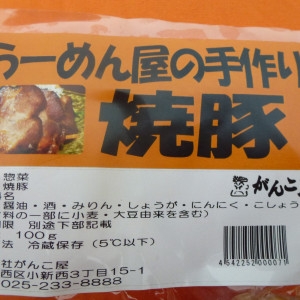 らーめん屋の手作り
焼豚
惣菜
焼豚
名
醤油・酒・みりん・しょうが・にんにく・こしょう
料の一部に小麦・大豆由来を含む)
限 別途下部記載
100g
法 冷蔵保存(5℃以下)
社がんこ屋
西区小新西3丁目15-1
025-233-8888
がんこ
4542252000071